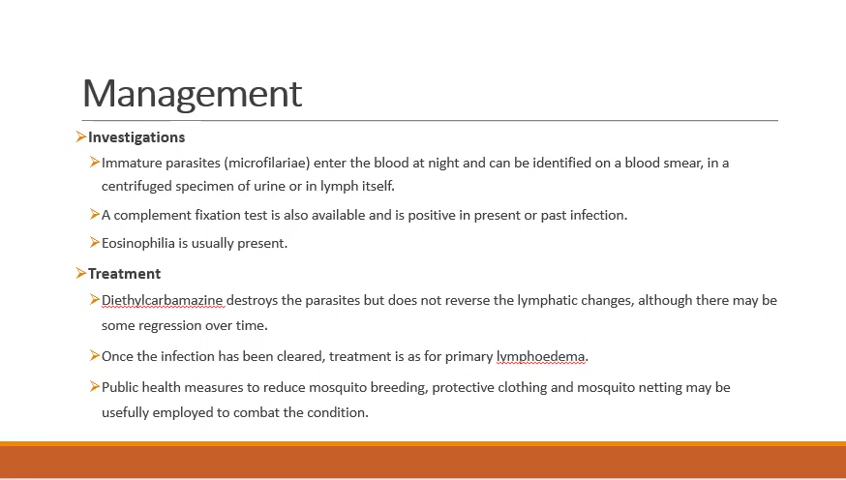 Management
Investigations
Immature parasites (microfilariae) enter the blood at night and can be identified on a blood smear, in a
centrifuged specimen of urine or in lymph itself.
A complement fixation test is also available and is positive in present or past infection.
Eosinophilia is usually present.
Treatment
Diethylcarbamazine destroys the parasites but does not reverse the lymphatic changes, although there may be
some regression over time.
Once the infection has been cleared, treatment is as for primary lymphoedema.
Public health measures to reduce mosquito breeding, protective clothing and mosquito netting may be
usefully employed to combat the condition.